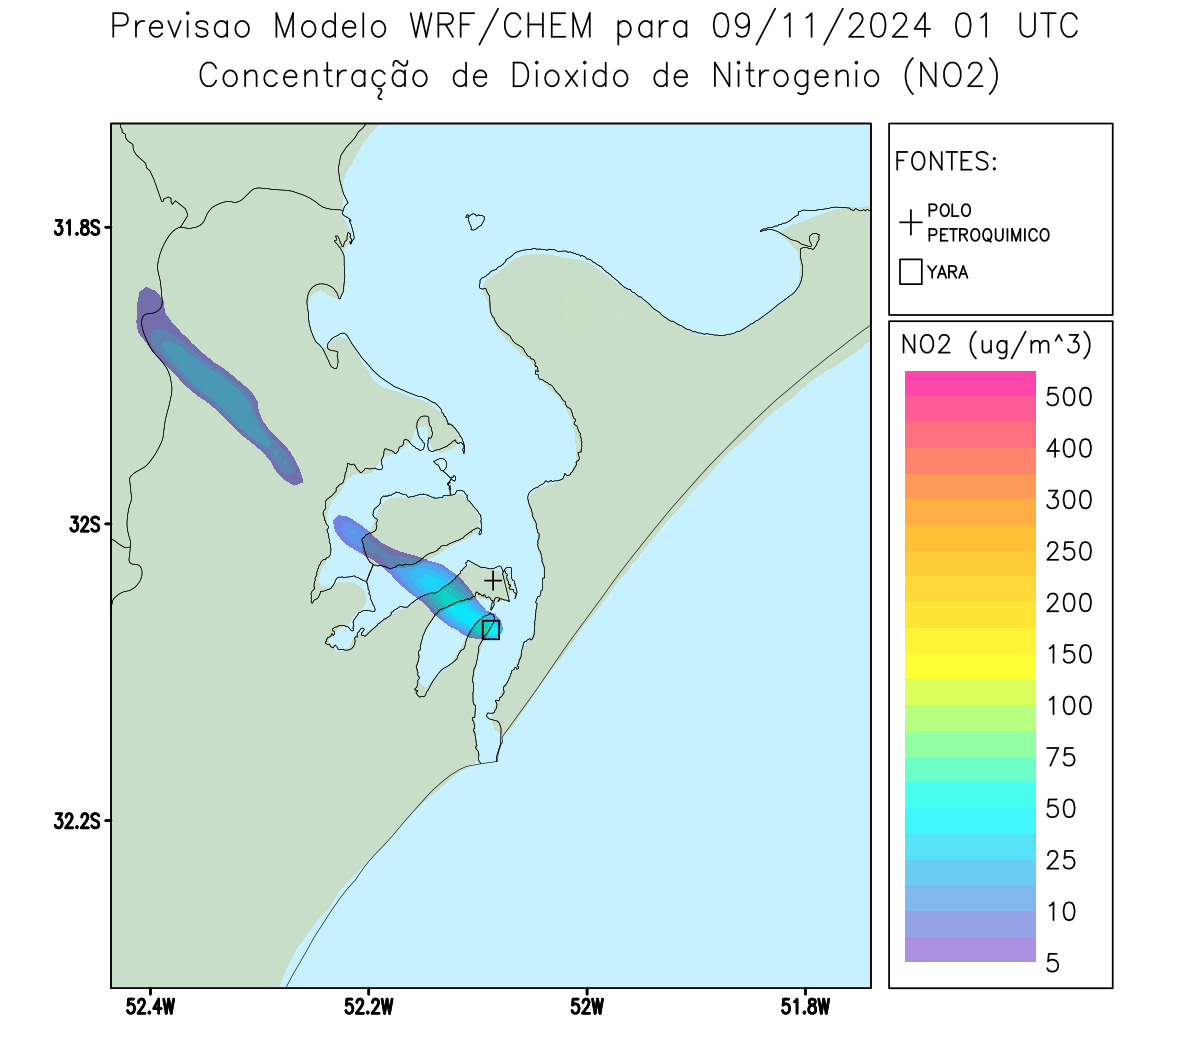 Previsao Modelo WRF/CHEM para 09/11/2024 01 UTC
Concentração de Dioxido de Nitrogenio (NO2)
FONTES:
POLO
PETROQUIMICO
YARA
NO2 (ug/m^3)
500
400
300
250
200
150
100
75
50
25
10
5
31.8S
32S
32.2S
52.4W
52.2W
52W
51.8W